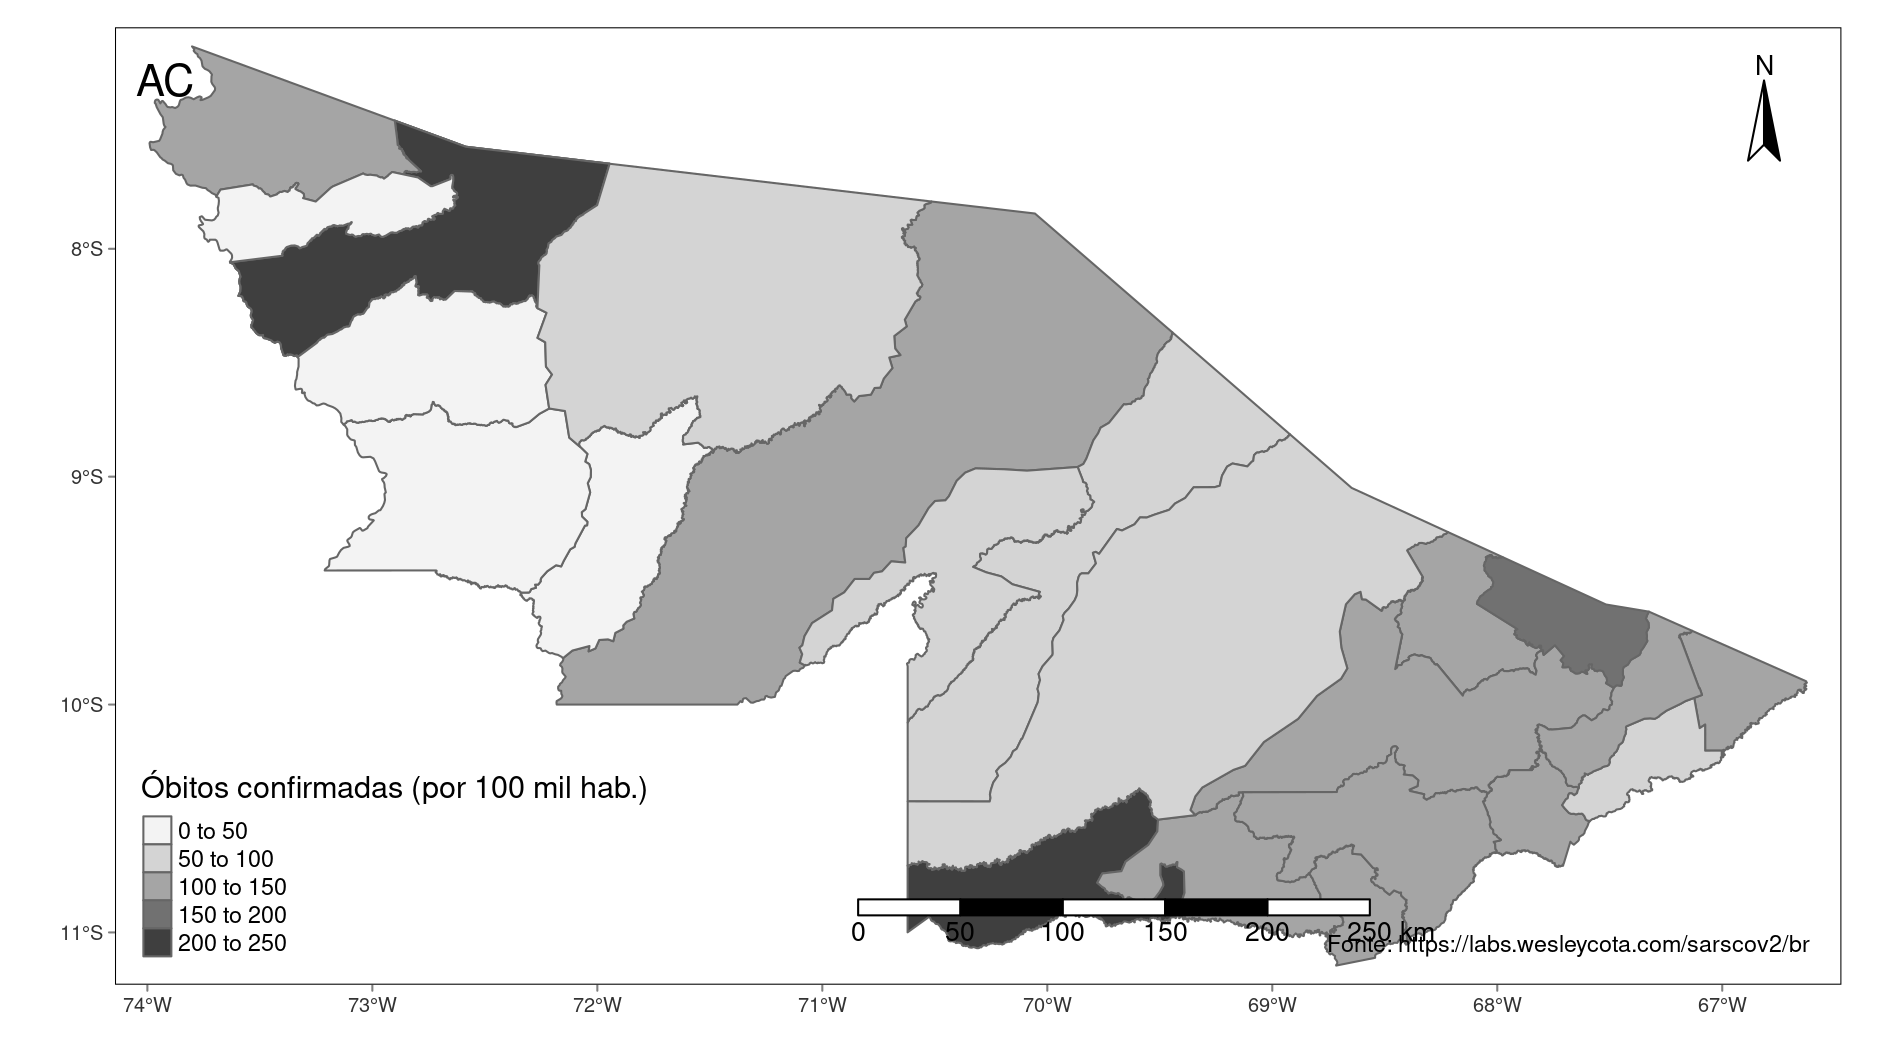 AC
N
8°S
9°S
10°S
11°S
Óbitos confirmadas (por 100 mil hab.)
0 to 50
50 to 100
100 to 150
150 to 200
200 to 250
0 50 100 150 200 250 km
Fonte: https://labs.wesleycota.com/sarscov2/br
74°W 73°W 72°W 71°W 70°W 69°W 68°W 67°W